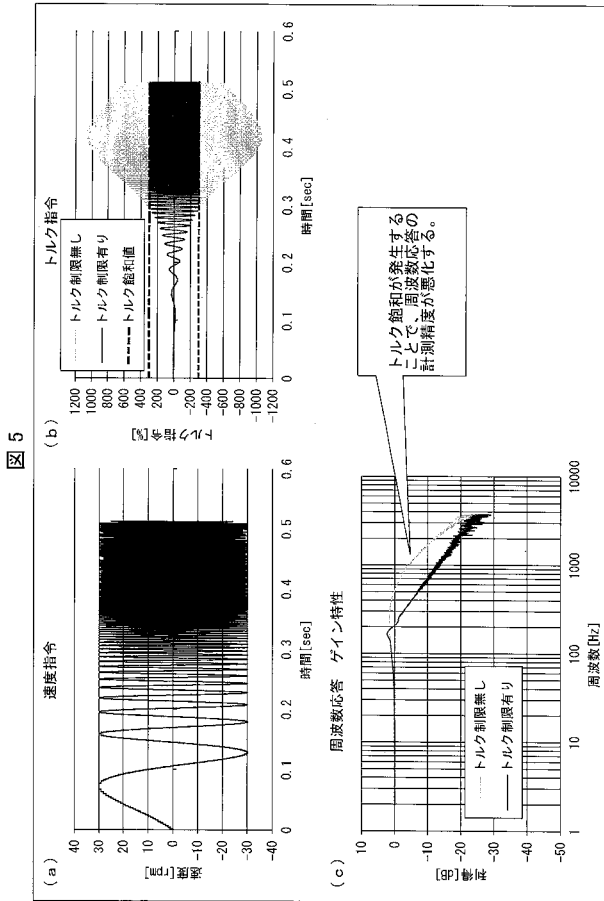 図５
(a)
速度指令
速度[rpm]
40
30
20
10
0
-10
-20
-30
-40
0
0.1
0.2
0.3
0.4
0.5
0.6
時間[sec]
(b)
トルク指令
トルク指令[%]
1200
1000
800
600
400
200
0
-200
-400
-600
-800
-1000
-1200
トルク制限無し
トルク制限有り
トルク飽和値
0
0.1
0.2
0.3
0.4
0.5
0.6
時間[sec]
(c)
周波数応答 ゲイン特性
利得[dB]
10
0
-10
-20
-30
-40
-50
トルク制限無し
トルク制限有り
1
10
100
1000
10000
周波数[Hz]
トルク飽和が発生する
ことで、周波数応答の
計測精度が悪化する。